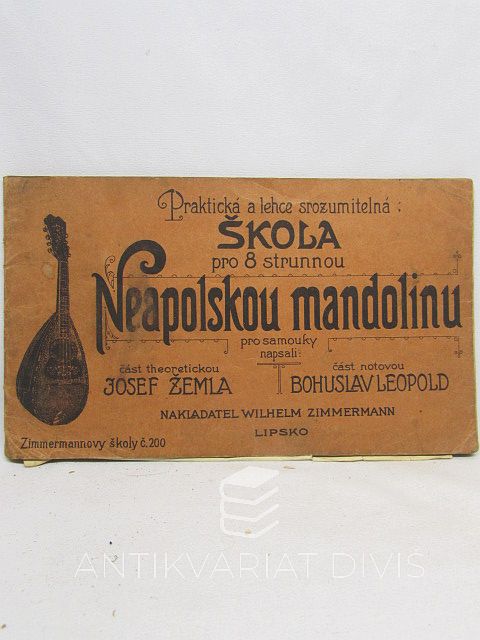 Praktická a lehce srozumitelná:
ŠKOLA
pro 8 strunnou
Neapolskou mandolinu
pro samouky
napsali:
část theoretickou
JOSEF ŽEMLA
část notovou
BOHUSLAV LEOPOLD
NAKLADATEL WILHELM ZIMMERMANN
LIPSKO
Zimmermannovy školy č. 200
ANTIKVARIÁT DIVIŠ